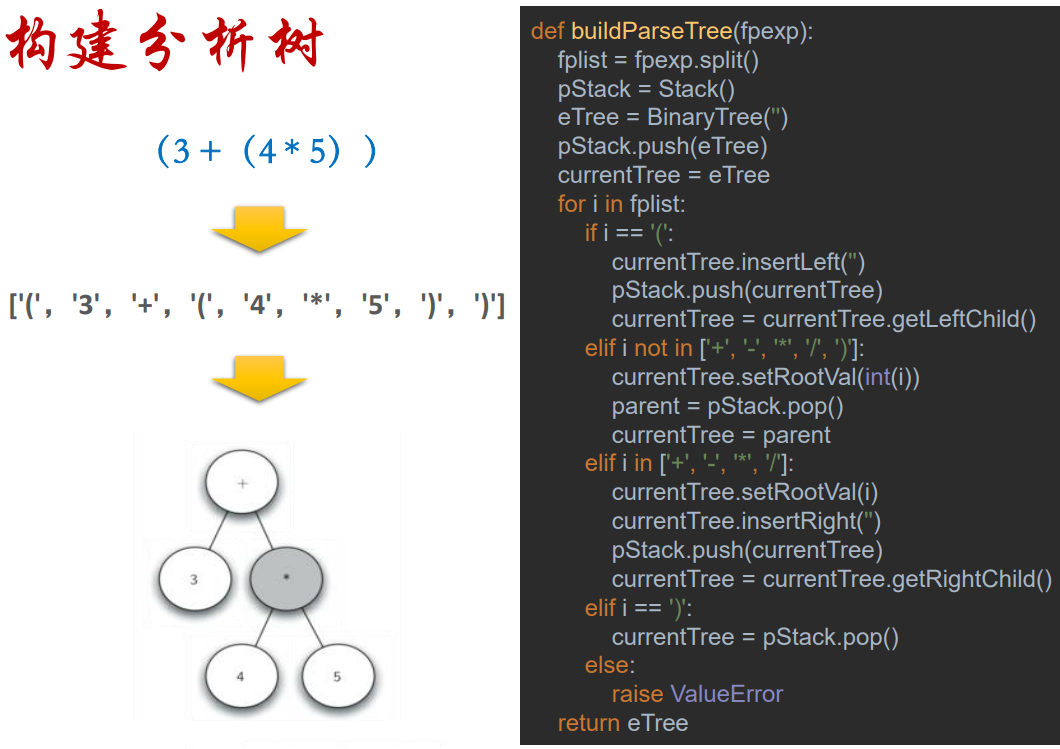 构建分析树
（3＋（4＊5））
['(', '3', '+', '(', '4', '*', '5', ')', ')']
+
3
*
4
5
def buildParseTree(fpexp):
    fplist = fpexp.split()
    pStack = Stack()
    eTree = BinaryTree('')
    pStack.push(eTree)
    currentTree = eTree
    for i in fplist:
        if i == '(':
            currentTree.insertLeft('')
            pStack.push(currentTree)
            currentTree = currentTree.getLeftChild()
        elif i not in ['+', '-', '*', '/', ')']:
            currentTree.setRootVal(int(i))
            parent = pStack.pop()
            currentTree = parent
        elif i in ['+', '-', '*', '/']:
            currentTree.setRootVal(i)
            currentTree.insertRight('')
            pStack.push(currentTree)
            currentTree = currentTree.getRightChild()
        elif i == ')':
            currentTree = pStack.pop()
        else:
            raise ValueError
    return eTree